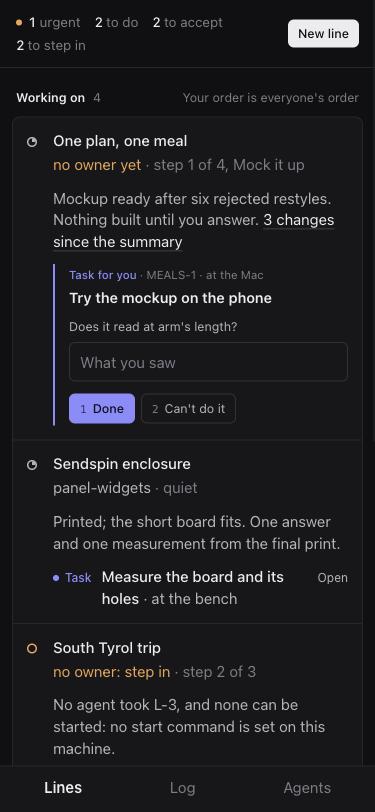 1 urgent 2 to do 2 to accept
2 to step in
New line
Working on 4
Your order is everyone's order
One plan, one meal
no owner yet · step 1 of 4, Mock it up
Mockup ready after six rejected restyles.
Nothing built until you answer. 3 changes
since the summary
Task for you · MEALS-1 · at the Mac
Try the mockup on the phone
Does it read at arm's length?
What you saw
1 Done
2 Can't do it
Sendspin enclosure
panel-widgets · quiet
Printed; the short board fits. One answer
and one measurement from the final print.
Task Measure the board and its Open
holes · at the bench
South Tyrol trip
no owner: step in · step 2 of 3
No agent took L-3, and none can be
started: no start command is set on this
machine.
Lines Log Agents